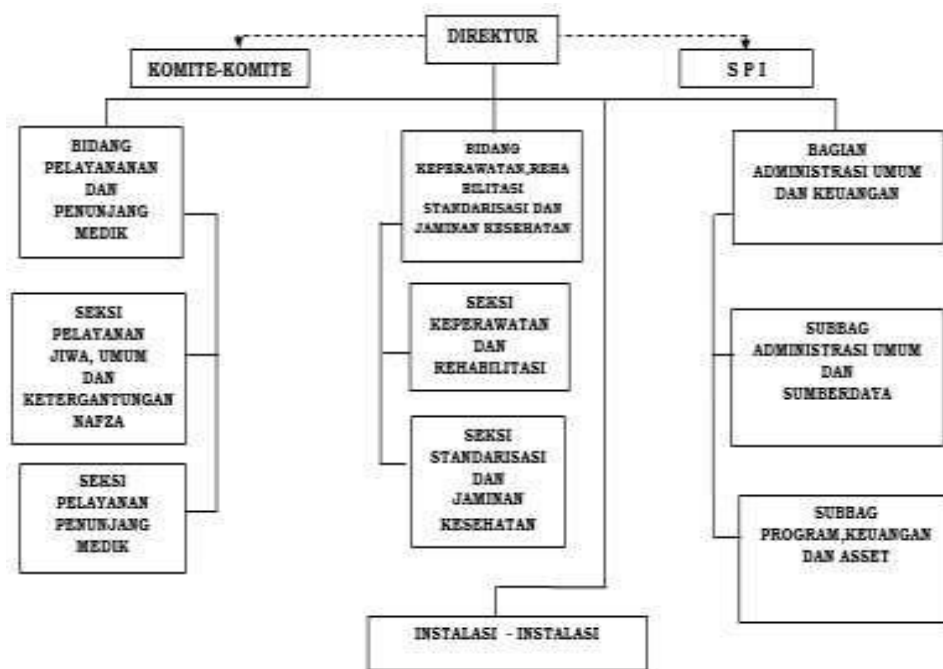 DIREKTUR
KOMITE-KOMITE
S P I
BIDANG
PELAYANANAN
DAN
PENUNJANG
MEDIK
BIDANG
KEPERAWATAN,REHA
BILITASI
STANDARISASI DAN
JAMINAN KESEHATAN
BAGIAN
ADMINISTRASI UMUM
DAN KEUANGAN
SEKSI
PELAYANAN
JIWA, UMUM
DAN
KETERGANTUNGAN
NAFZA
SEKSI
KEPERAWATAN
DAN
REHABILITASI
SUBBAG
ADMINISTRASI UMUM
DAN
SUMBERDAYA
SEKSI
PELAYANAN
PENUNJANG
MEDIK
SEKSI
STANDARISASI
DAN
JAMINAN
KESEHATAN
SUBBAG
PROGRAM,KEUANGAN
DAN ASSET
INSTALASI - INSTALASI